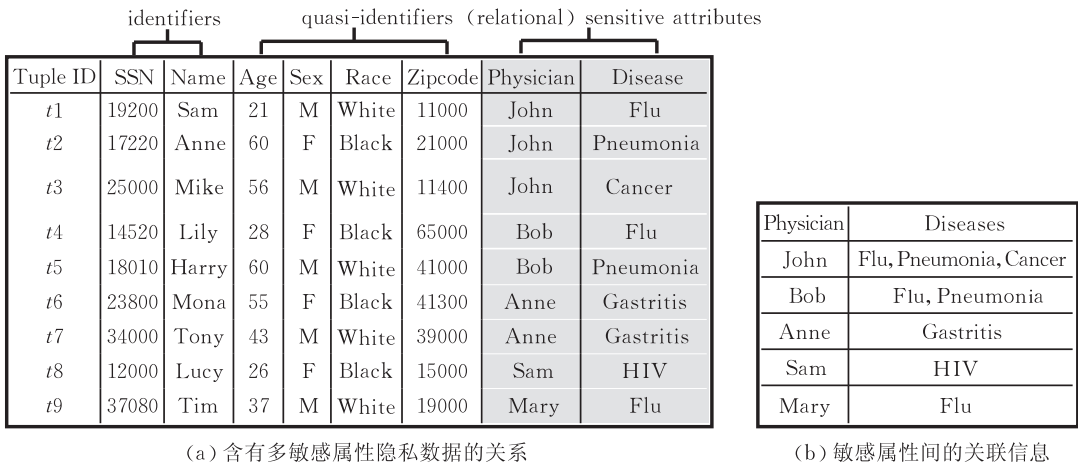 identifiers quasi-identifiers (relational) sensitive attributes
Tuple ID SSN Name Age Sex Race Zipcode Physician Disease
t1 19200 Sam 21 M White 11000 John Flu
t2 17220 Anne 60 F Black 21000 John Pneumonia
t3 25000 Mike 56 M White 11400 John Cancer
t4 14520 Lily 28 F Black 65000 Bob Flu
t5 18010 Harry 60 M White 41000 Bob Pneumonia
t6 23800 Mona 55 F Black 41300 Anne Gastritis
t7 34000 Tony 43 M White 39000 Anne Gastritis
t8 12000 Lucy 26 F Black 15000 Sam HIV
t9 37080 Tim 37 M White 19000 Mary Flu
(a)含有多敏感属性隐私数据的关系
Physician Diseases
John Flu,Pneumonia,Cancer
Bob Flu,Pneumonia
Anne Gastritis
Sam HIV
Mary Flu
(b)敏感属性间的关联信息